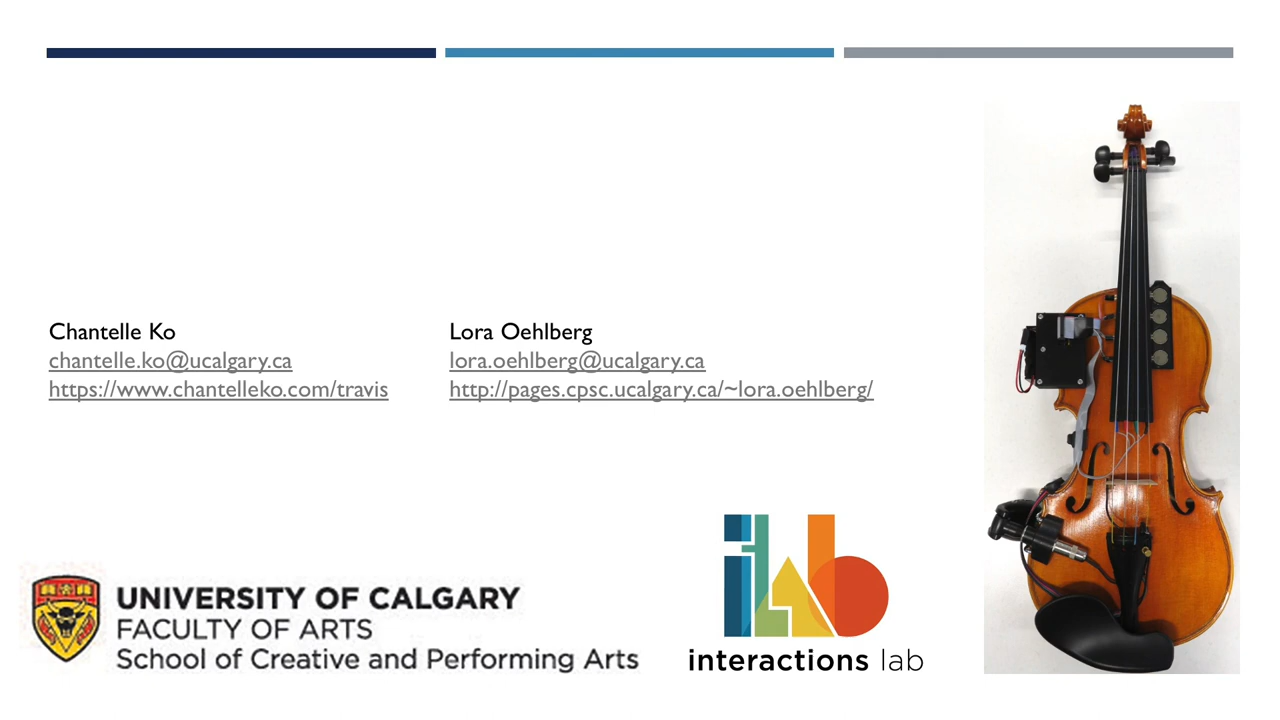 Chantelle Ko
chantelle.ko@ucalgary.ca
https://www.chantelleko.com/travis
Lora Oehlberg
lora.oehlberg@ucalgary.ca
http://pages.cpsc.ucalgary.ca/~lora.oehlberg/
UNIVERSITY OF CALGARY
FACULTY OF ARTS
School of Creative and Performing Arts
ilab
interactions lab